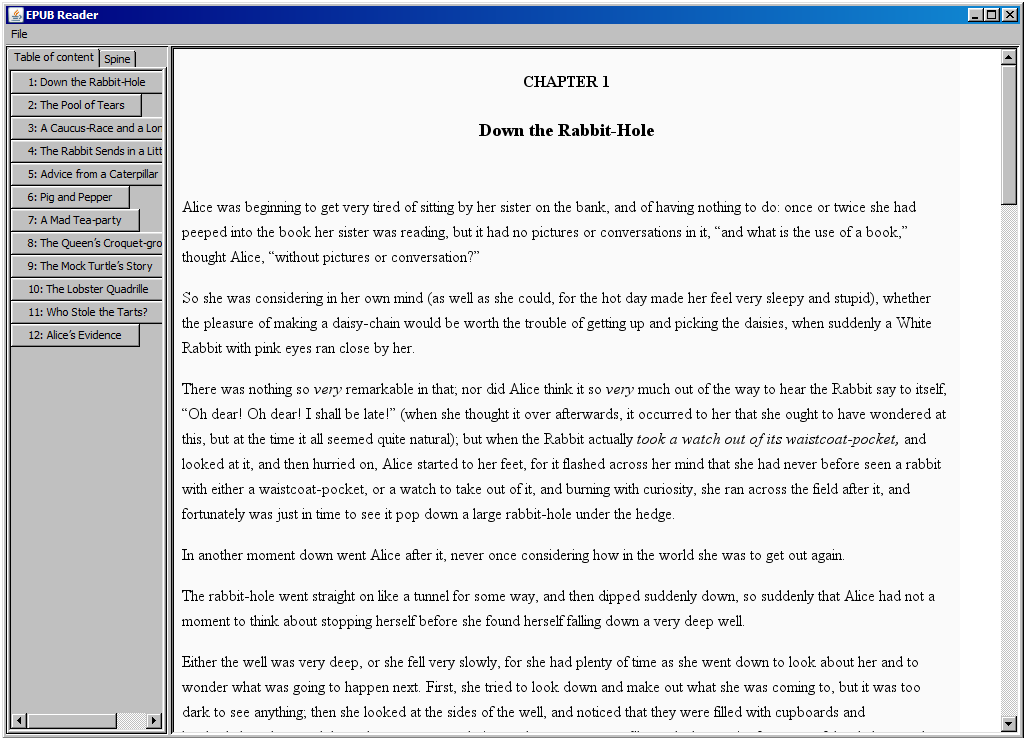 EPUB Reader
File
Table of content
Spine
1: Down the Rabbit-Hole
2: The Pool of Tears
3: A Caucus-Race and a Lon
4: The Rabbit Sends in a Litt
5: Advice from a Caterpillar
6: Pig and Pepper
7: A Mad Tea-party
8: The Queen’s Croquet-gro
9: The Mock Turtle’s Story
10: The Lobster Quadrille
11: Who Stole the Tarts?
12: Alice’s Evidence
CHAPTER 1
Down the Rabbit-Hole
Alice was beginning to get very tired of sitting by her sister on the bank, and of having nothing to do: once or twice she had
peeped into the book her sister was reading, but it had no pictures or conversations in it, “and what is the use of a book,”
thought Alice, “without pictures or conversation?”
So she was considering in her own mind (as well as she could, for the hot day made her feel very sleepy and stupid), whether
the pleasure of making a daisy-chain would be worth the trouble of getting up and picking the daisies, when suddenly a White
Rabbit with pink eyes ran close by her.
There was nothing so very remarkable in that; nor did Alice think it so very much out of the way to hear the Rabbit say to itself,
“Oh dear! Oh dear! I shall be late!” (when she thought it over afterwards, it occurred to her that she ought to have wondered at
this, but at the time it all seemed quite natural); but when the Rabbit actually took a watch out of its waistcoat-pocket, and
looked at it, and then hurried on, Alice started to her feet, for it flashed across her mind that she had never before seen a rabbit
with either a waistcoat-pocket, or a watch to take out of it, and burning with curiosity, she ran across the field after it, and
fortunately was just in time to see it pop down a large rabbit-hole under the hedge.
In another moment down went Alice after it, never once considering how in the world she was to get out again.
The rabbit-hole went straight on like a tunnel for some way, and then dipped suddenly down, so suddenly that Alice had not a
moment to think about stopping herself before she found herself falling down a very deep well.
Either the well was very deep, or she fell very slowly, for she had plenty of time as she went down to look about her and to
wonder what was going to happen next. First, she tried to look down and make out what she was coming to, but it was too
dark to see anything; then she looked at the sides of the well, and noticed that they were filled with cupboards and